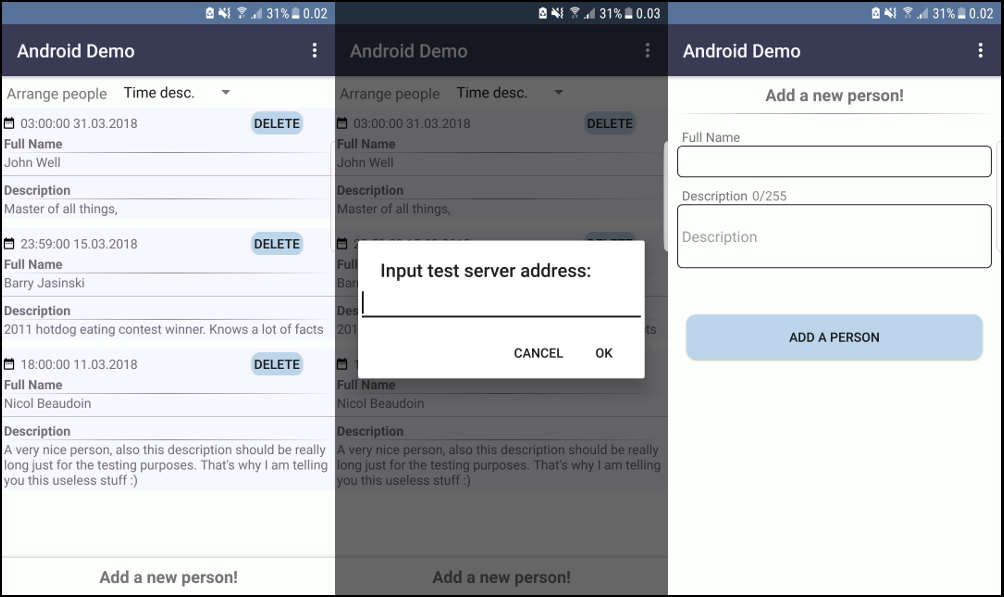 31% 0.02
Android Demo
Arrange people Time desc.
03:00:00 31.03.2018 DELETE
Full Name
John Well
Description
Master of all things,
23:59:00 15.03.2018 DELETE
Full Name
Barry Jasinski
Description
2011 hotdog eating contest winner. Knows a lot of facts
18:00:00 11.03.2018 DELETE
Full Name
Nicol Beaudoin
Description
A very nice person, also this description should be really
long just for the testing purposes. That's why I am telling
you this useless stuff :)
Add a new person!
31% 0.03
Android Demo
Arrange people Time desc.
03:00:00 31.03.2018 DELETE
Full Name
John Well
Description
Master of all things,
Input test server address:
CANCEL OK
Full Name
Nicol Beaudoin
Description
A very nice person, also this description should be really
long just for the testing purposes. That's why I am telling
you this useless stuff :)
Add a new person!
31% 0.02
Android Demo
Add a new person!
Full Name
Description 0/255
Description
ADD A PERSON